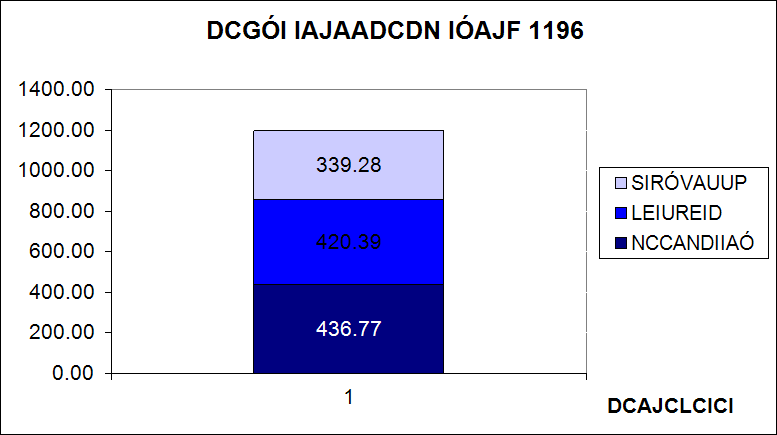 DCGÓI IAJAADCDN IÓAJF 1196
1400.00
1200.00
1000.00
800.00
600.00
400.00
200.00
0.00
339.28
420.39
436.77
1
SIRÓVAUUP
LEIUREID
NCCANDIIAÓ
DCAJCLCICI